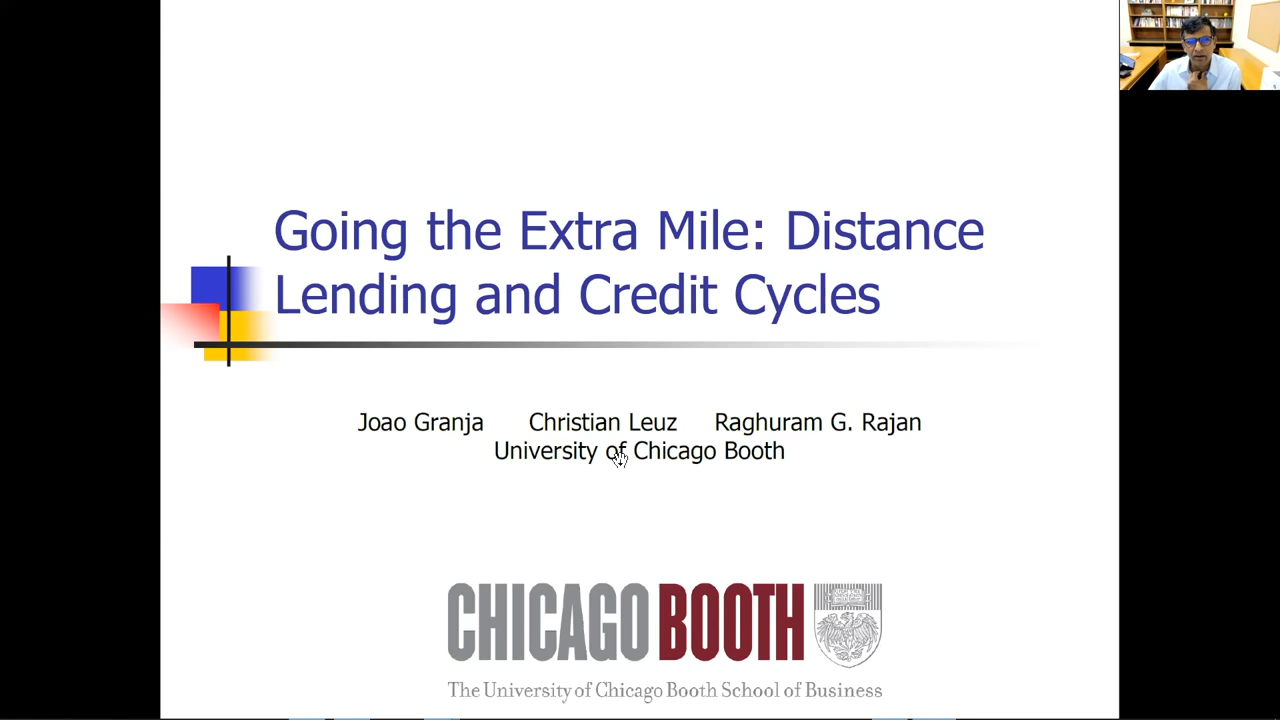 Going the Extra Mile: Distance
Lending and Credit Cycles
Joao Granja Christian Leuz Raghuram G. Rajan
University of Chicago Booth
CHICAGO BOOTH
The University of Chicago Booth School of Business